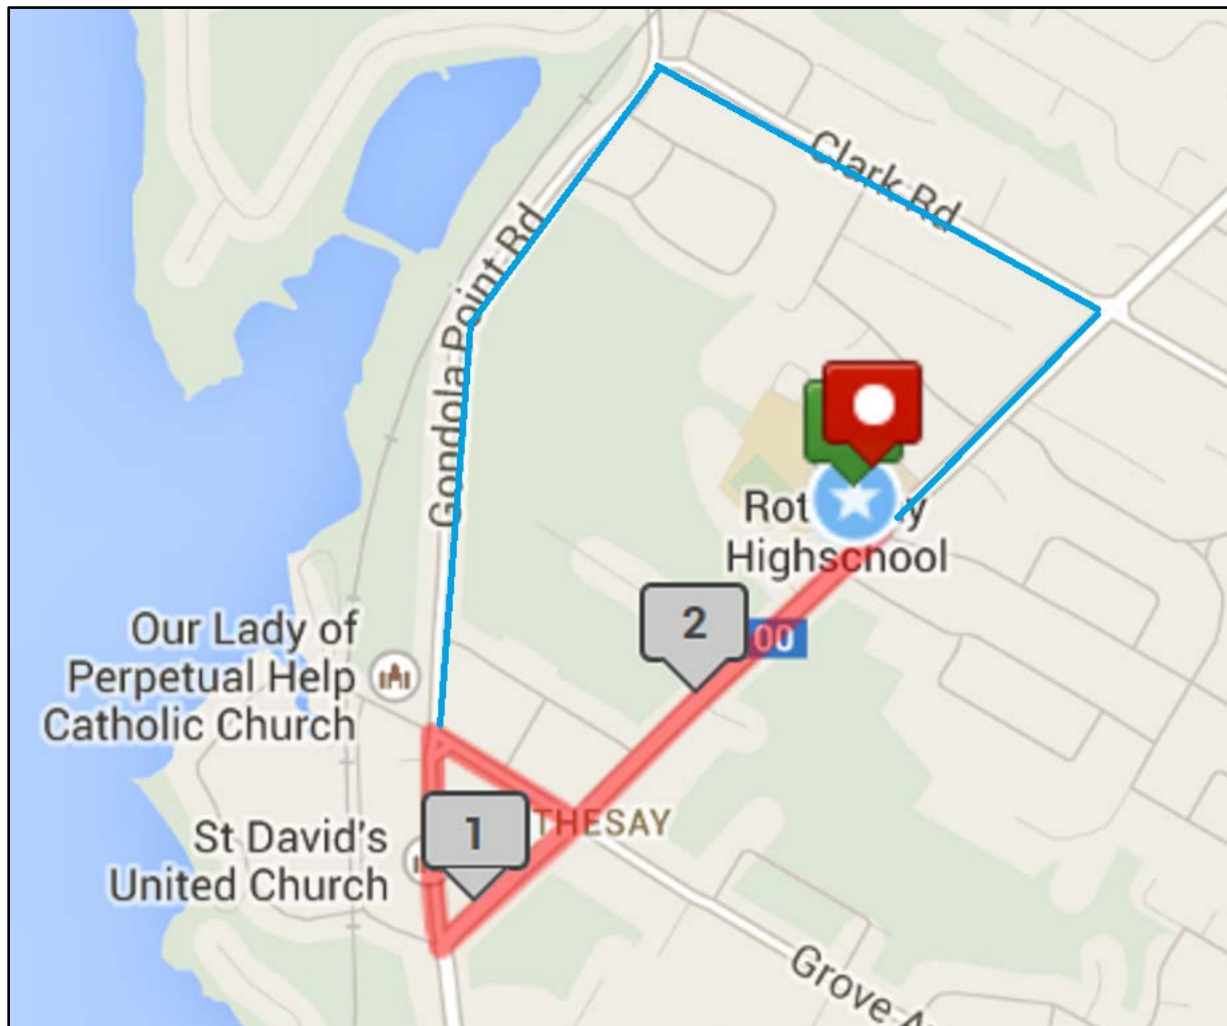 Clark Rd
Gondola Point Rd
Highschool
2
00
Our Lady of
Perpetual Help
Catholic Church
1
THESAY
St David's
United Church